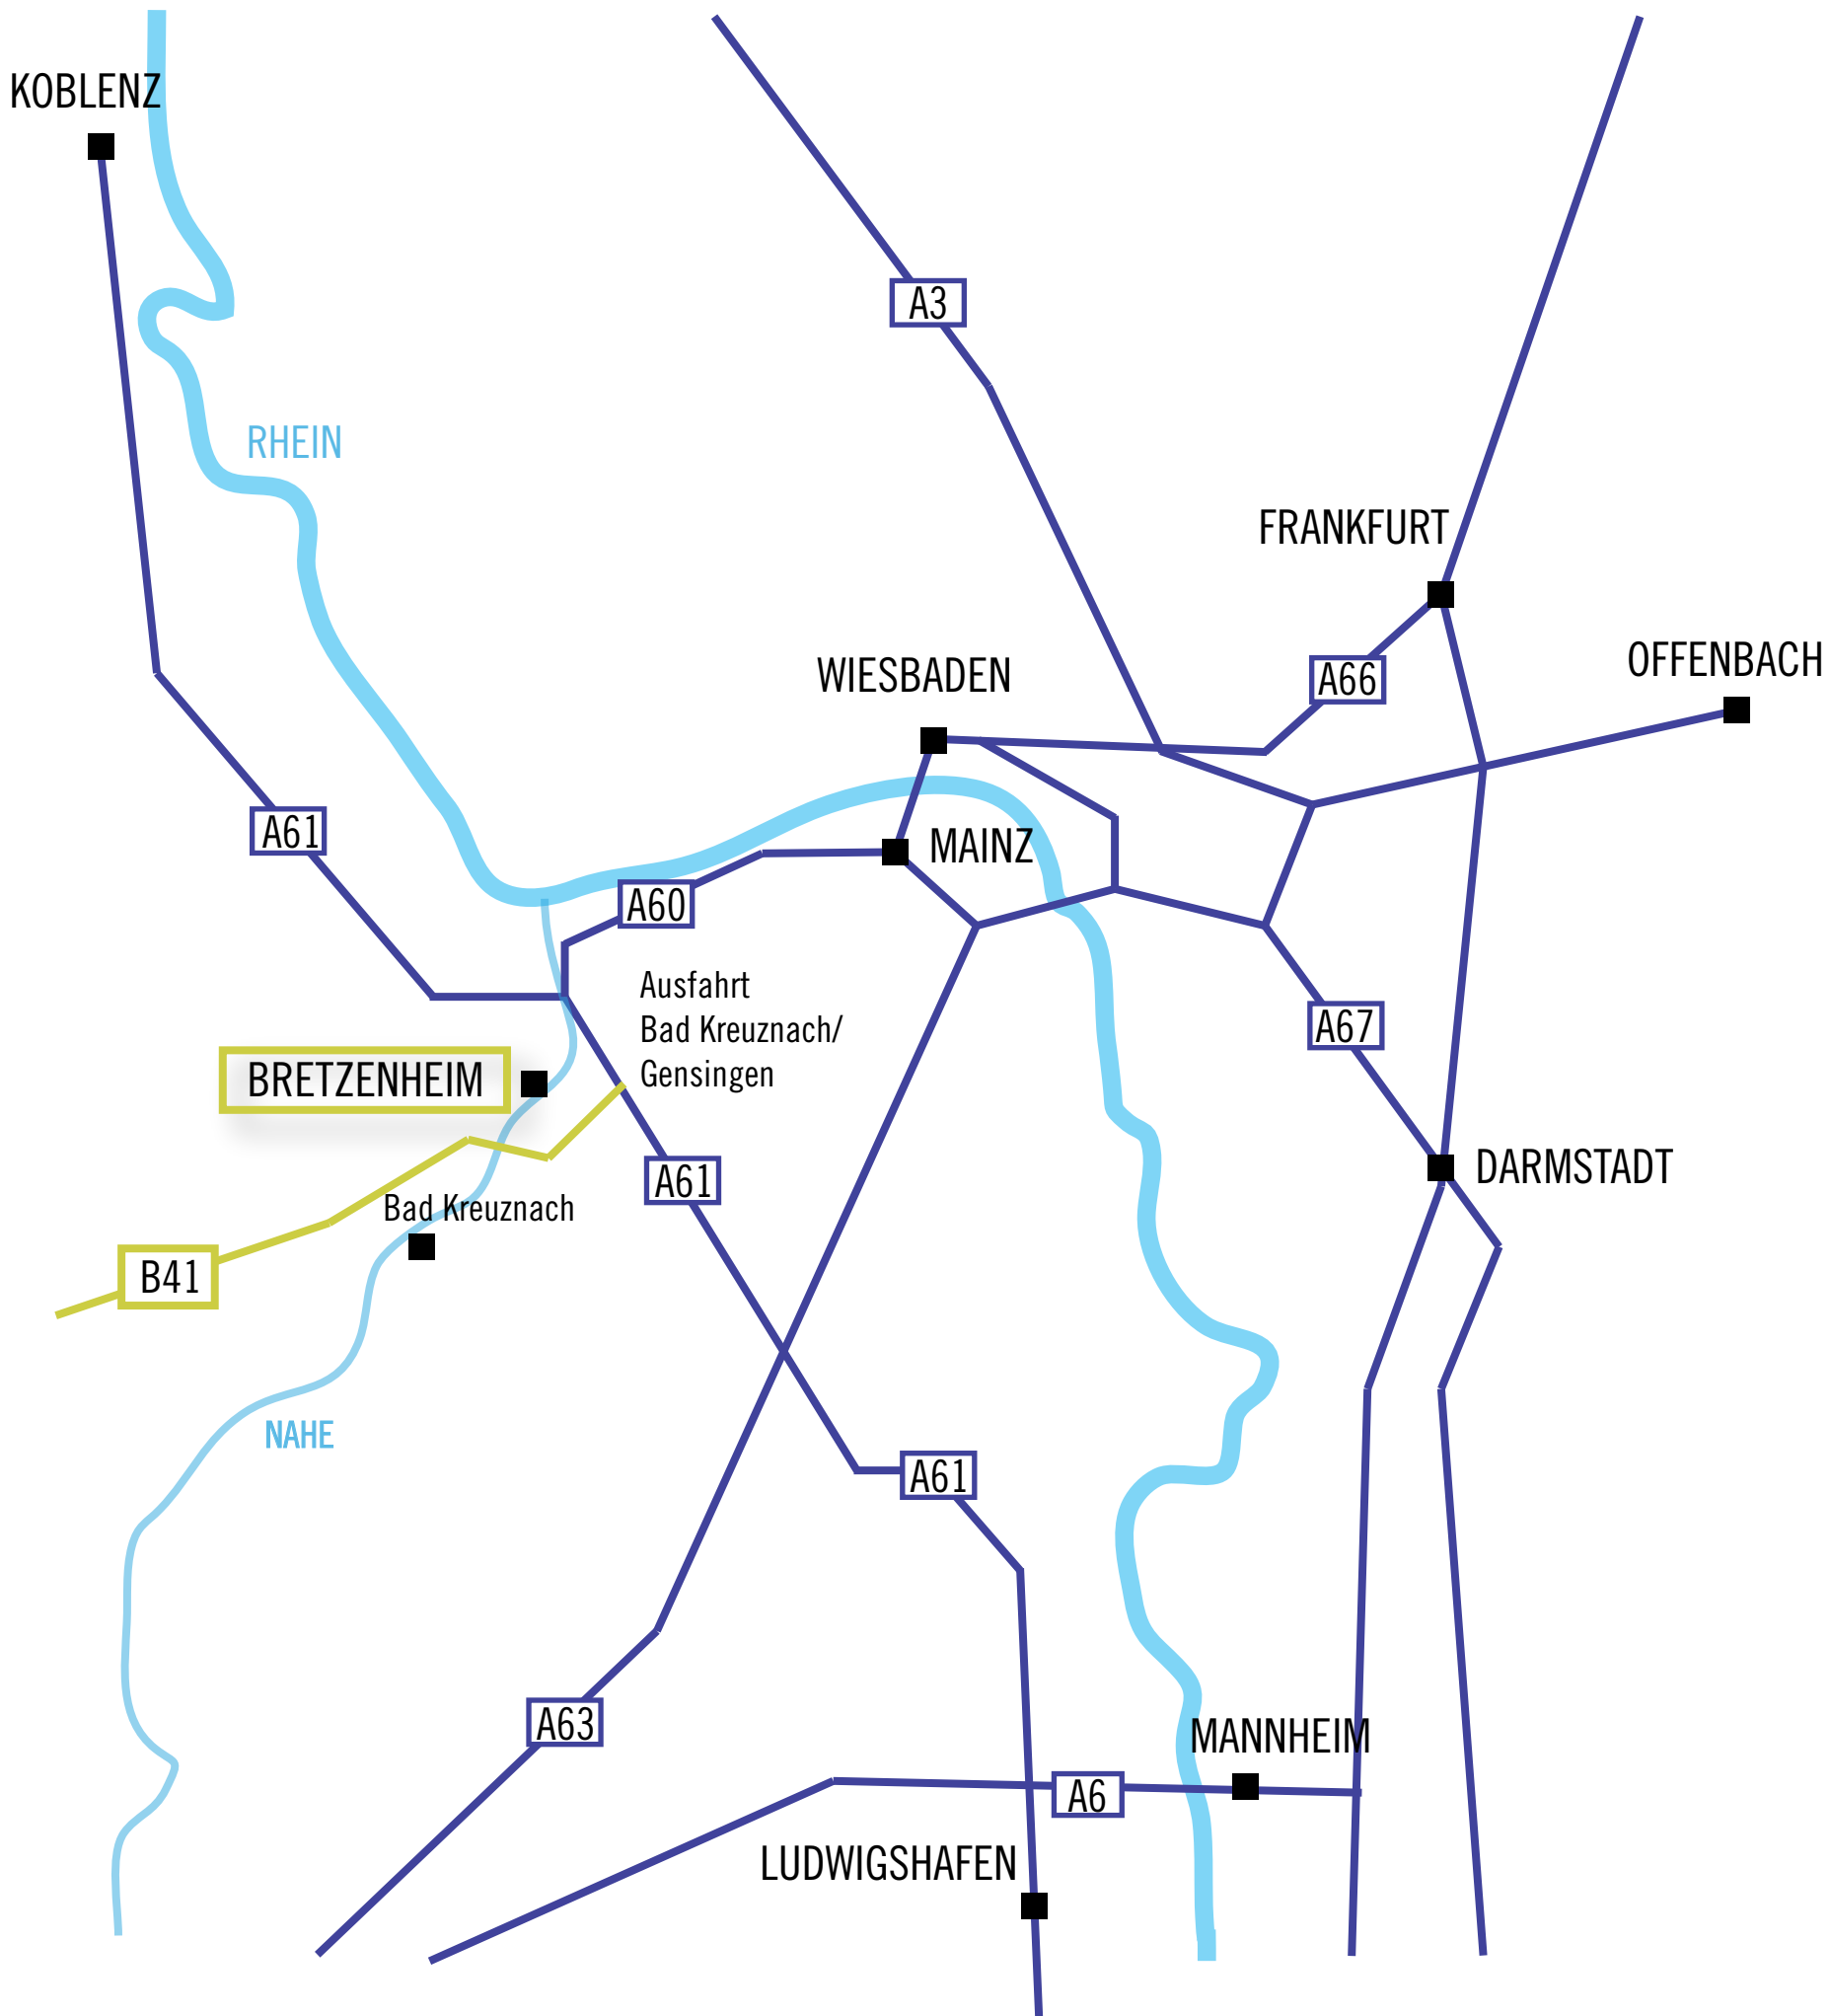 KOBLENZ
A3
RHEIN
FRANKFURT
OFFENBACH
WIESBADEN
A66
A61
MAINZ
A60
Ausfahrt
Bad Kreuznach/
Gensingen
A67
BRETZENHEIM
DARMSTADT
A61
Bad Kreuznach
B41
NAHE
A61
A63
MANNHEIM
A6
LUDWIGSHAFEN